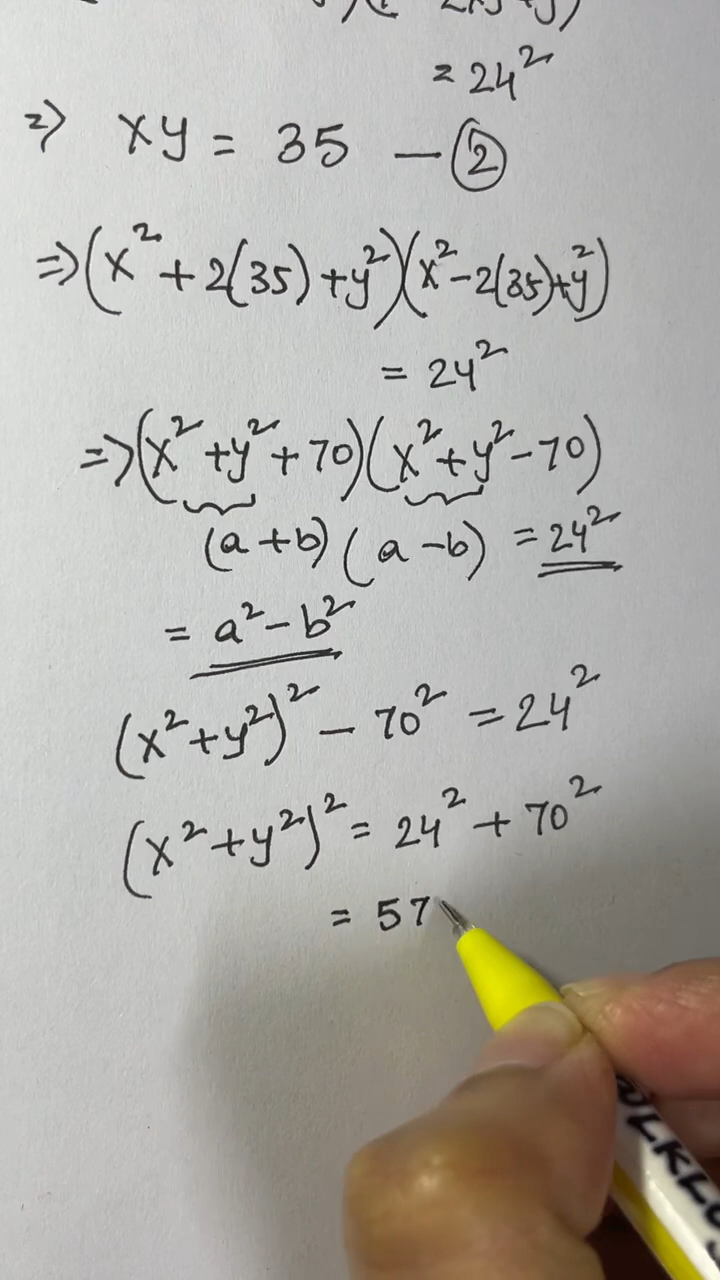 = 24²
=> xy = 35 — ②
=> (x² + 2(35) + y²)(x² - 2(35) + y²)
= 24²
=> (x² + y² + 70)(x² + y² - 70)
(a + b)(a - b) = 24²
= a² - b²
(x² + y²)² - 70² = 24²
(x² + y²)² = 24² + 70²
= 57